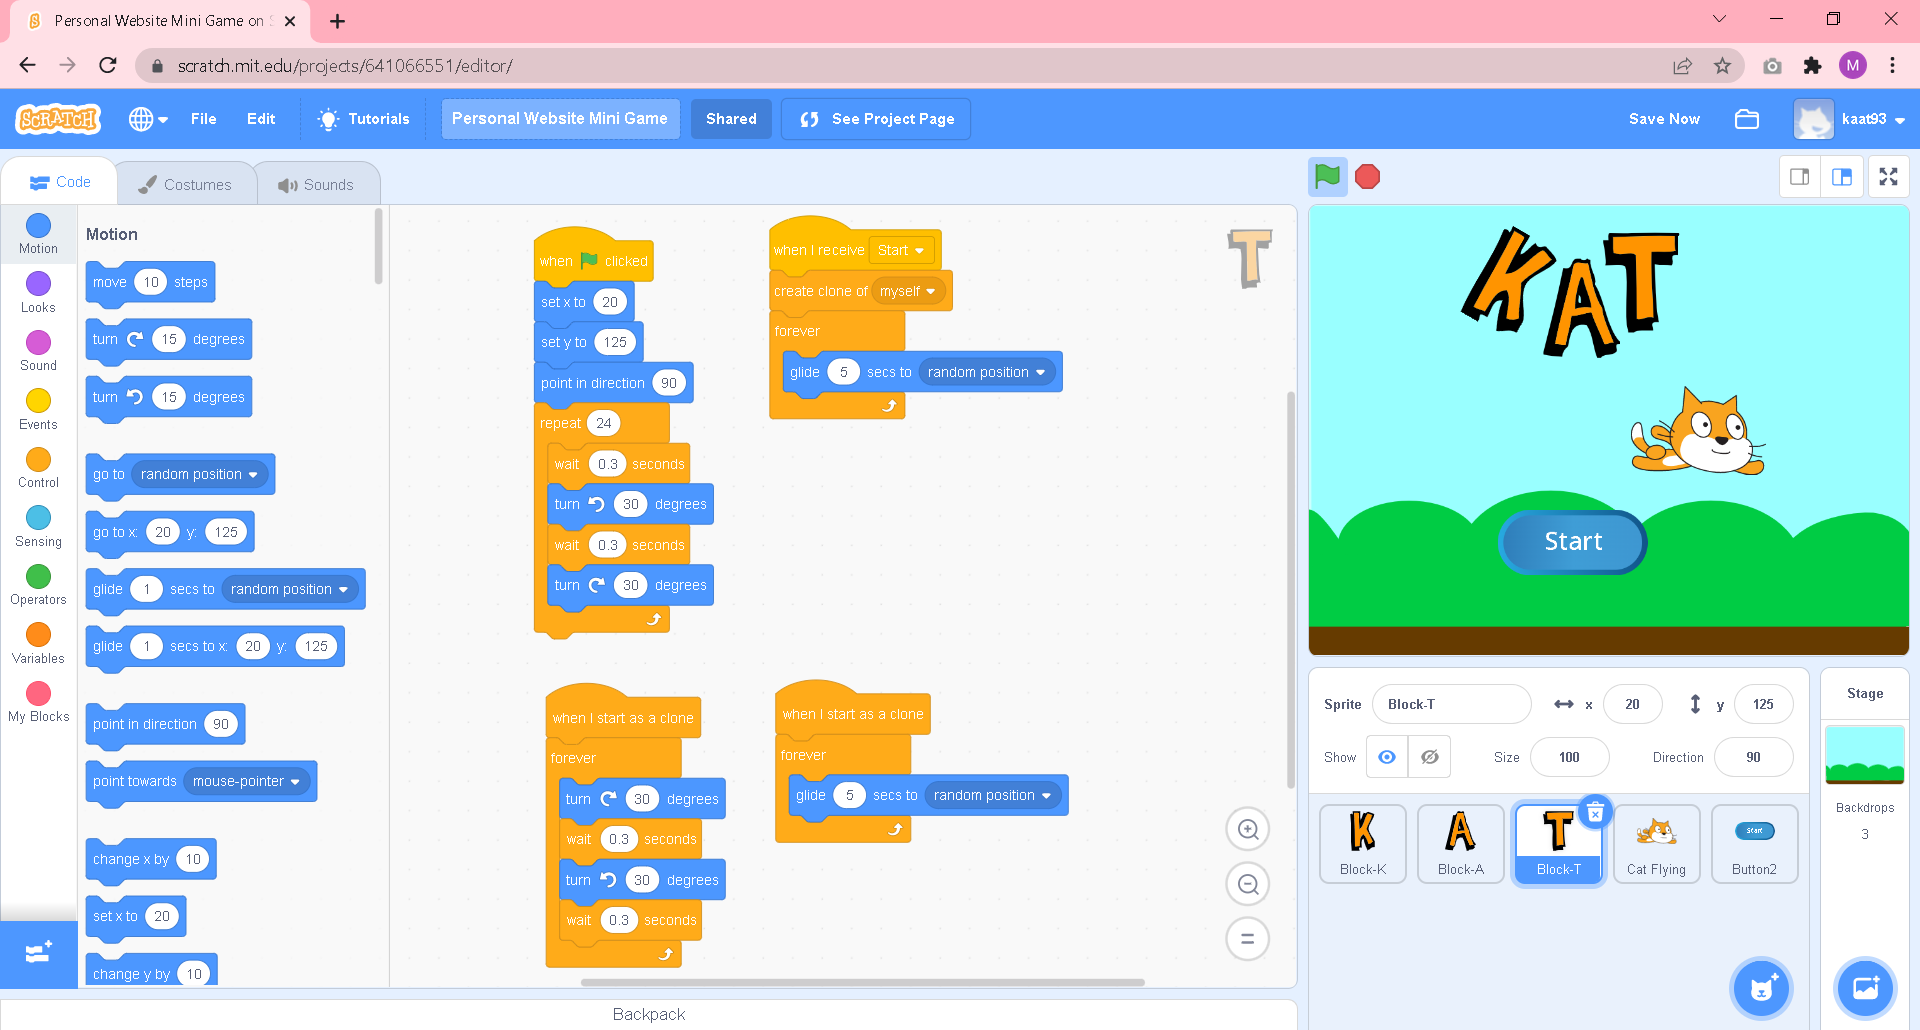 Personal Website Mini Game on S
scratch.mit.edu/projects/641066551/editor/
M
SCRATCH
File
Edit
Tutorials
Personal Website Mini Game
Shared
See Project Page
Save Now
kaat93
Code
Costumes
Sounds
Motion
Looks
Sound
Events
Control
Sensing
Operators
Variables
My Blocks
Motion
move 10 steps
turn 15 degrees
turn 15 degrees
go to random position
go to x: 20 y: 125
glide 1 secs to random position
glide 1 secs to x: 20 y: 125
point in direction 90
point towards mouse-pointer
change x by 10
set x to 20
change y by 10
when clicked
set x to 20
set y to 125
point in direction 90
repeat 24
wait 0.3 seconds
turn 30 degrees
wait 0.3 seconds
turn 30 degrees
when I receive Start
create clone of myself
forever
glide 5 secs to random position
when I start as a clone
forever
turn 30 degrees
wait 0.3 seconds
turn 30 degrees
wait 0.3 seconds
when I start as a clone
forever
glide 5 secs to random position
T
Backpack
KAT
Start
Sprite Block-T x 20 y 125
Show Size 100 Direction 90
K
Block-K
A
Block-A
T
Block-T
Cat Flying
Start
Button2
Stage
Backdrops
3